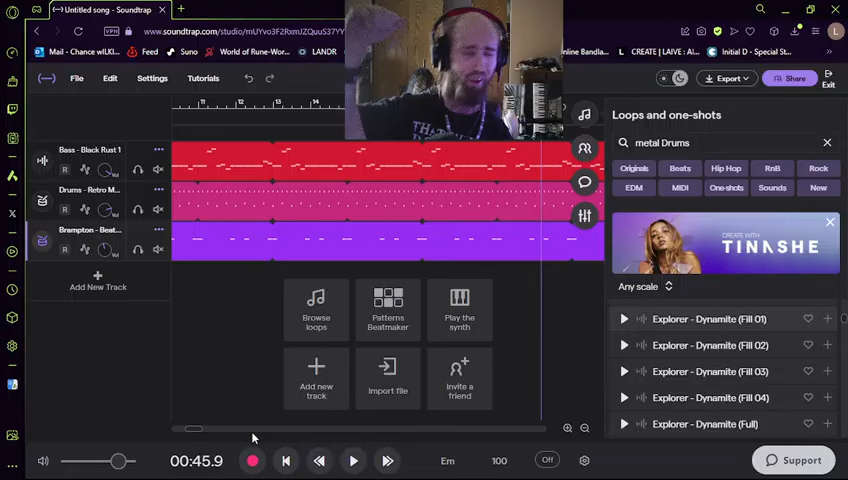 Untitled song - Soundtrap
VPN
www.soundtrap.com/studio/mUYvo3F2RxmJZQuuS37YY
Mail - Chance wILKI...
Feed
Suno
World of Rune-Wor...
LANDR
Online Bandla...
CREATE | LAIVE : AI...
Initial D - Special St...
L
File
Edit
Settings
Tutorials
Export
Share
Exit
11
12
13
14
Bass - Black Rust 1
R
Vol
Drums - Retro M...
R
Vol
Brampton - Beat...
R
Vol
Add New Track
Browse
loops
Patterns
Beatmaker
Play the
synth
Add new
track
Import file
Invite a
friend
Loops and one-shots
metal Drums
Originals
Beats
Hip Hop
RnB
Rock
EDM
MIDI
One-shots
Sounds
New
CREATE WITH
TINASHE
Any scale
Explorer - Dynamite (Fill 01)
Explorer - Dynamite (Fill 02)
Explorer - Dynamite (Fill 03)
Explorer - Dynamite (Fill 04)
Explorer - Dynamite (Full)
00:45.9
Em
100
Off
Support